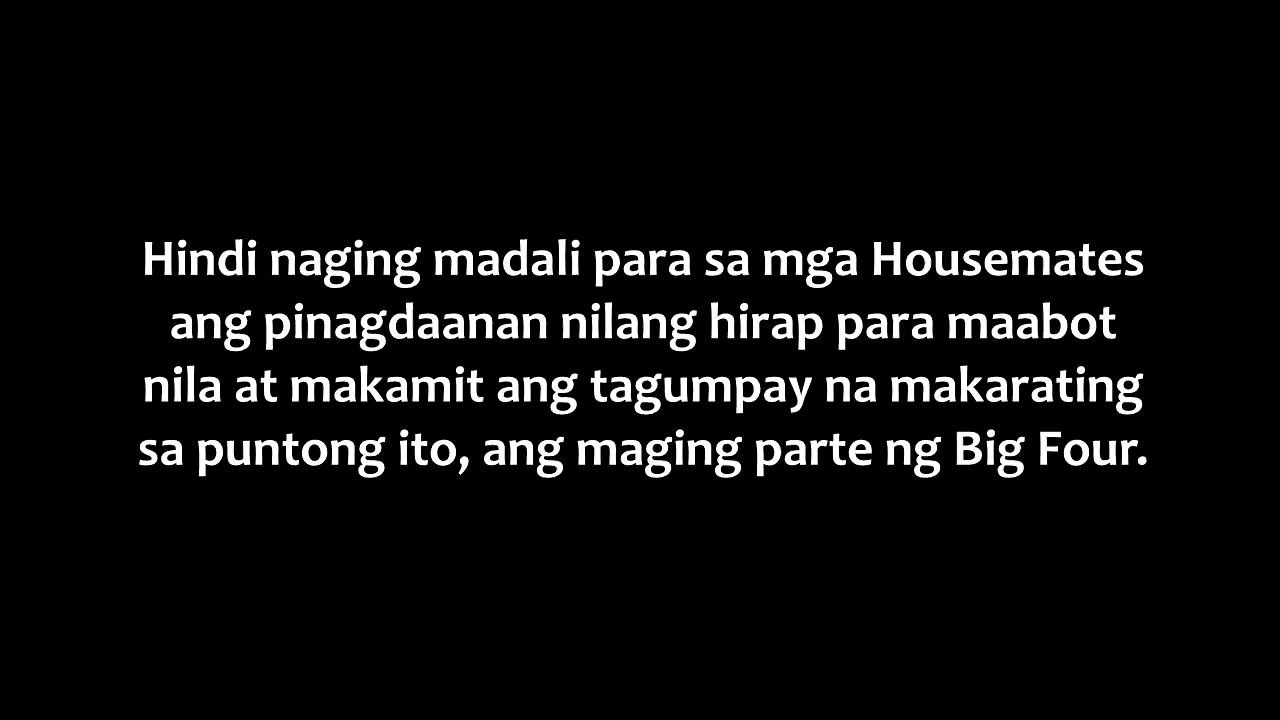 Hindi naging madali para sa mga Housemates
ang pinagdaanan nilang hirap para maabot
nila at makamit ang tagumpay na makarating
sa puntong ito, ang maging parte ng Big Four.